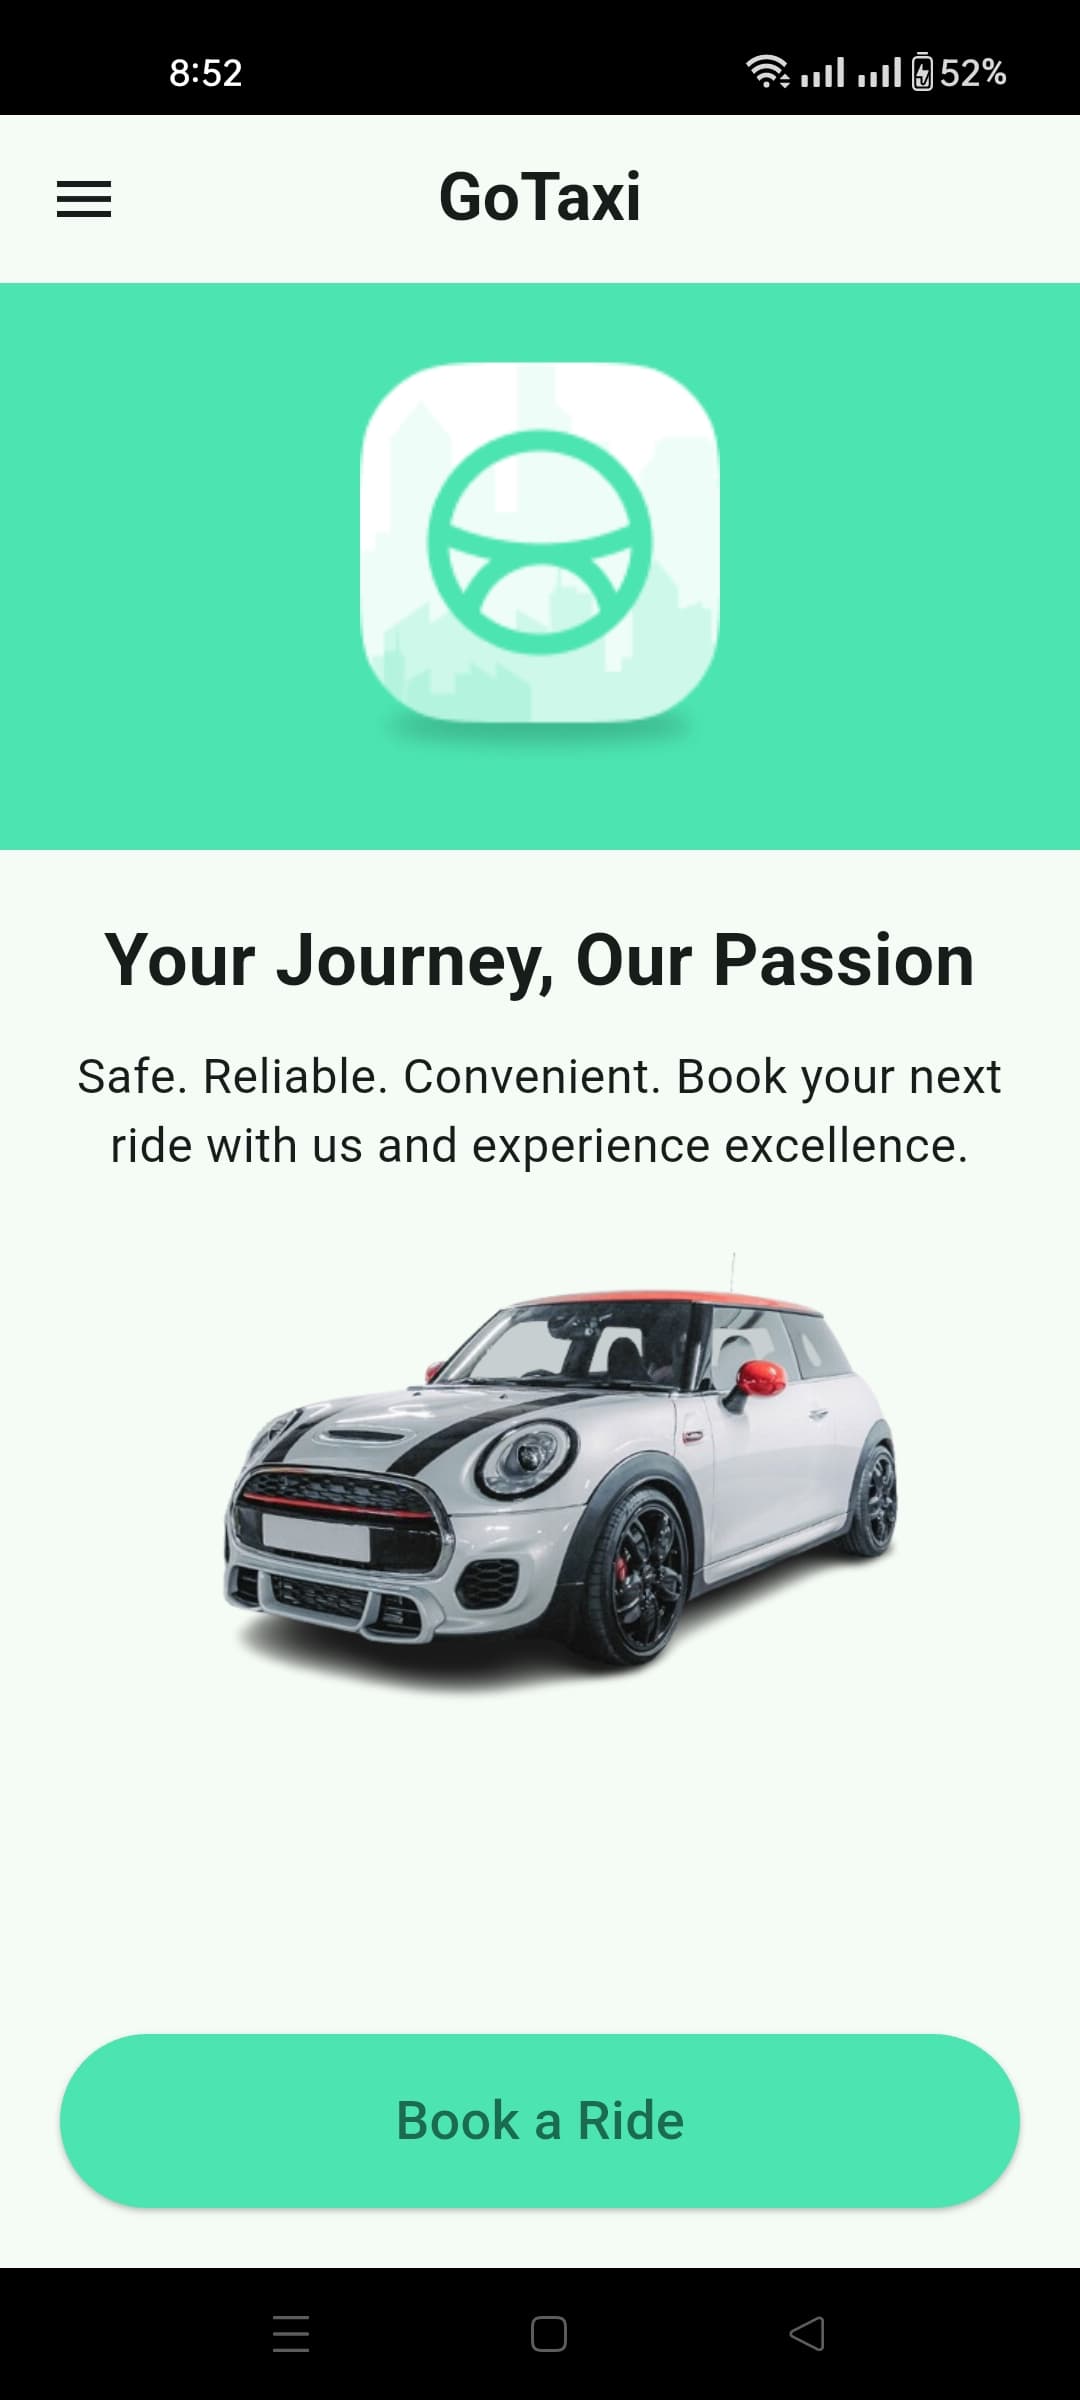 8:52
52%
GoTaxi
Your Journey, Our Passion
Safe. Reliable. Convenient. Book your next
ride with us and experience excellence.
Book a Ride